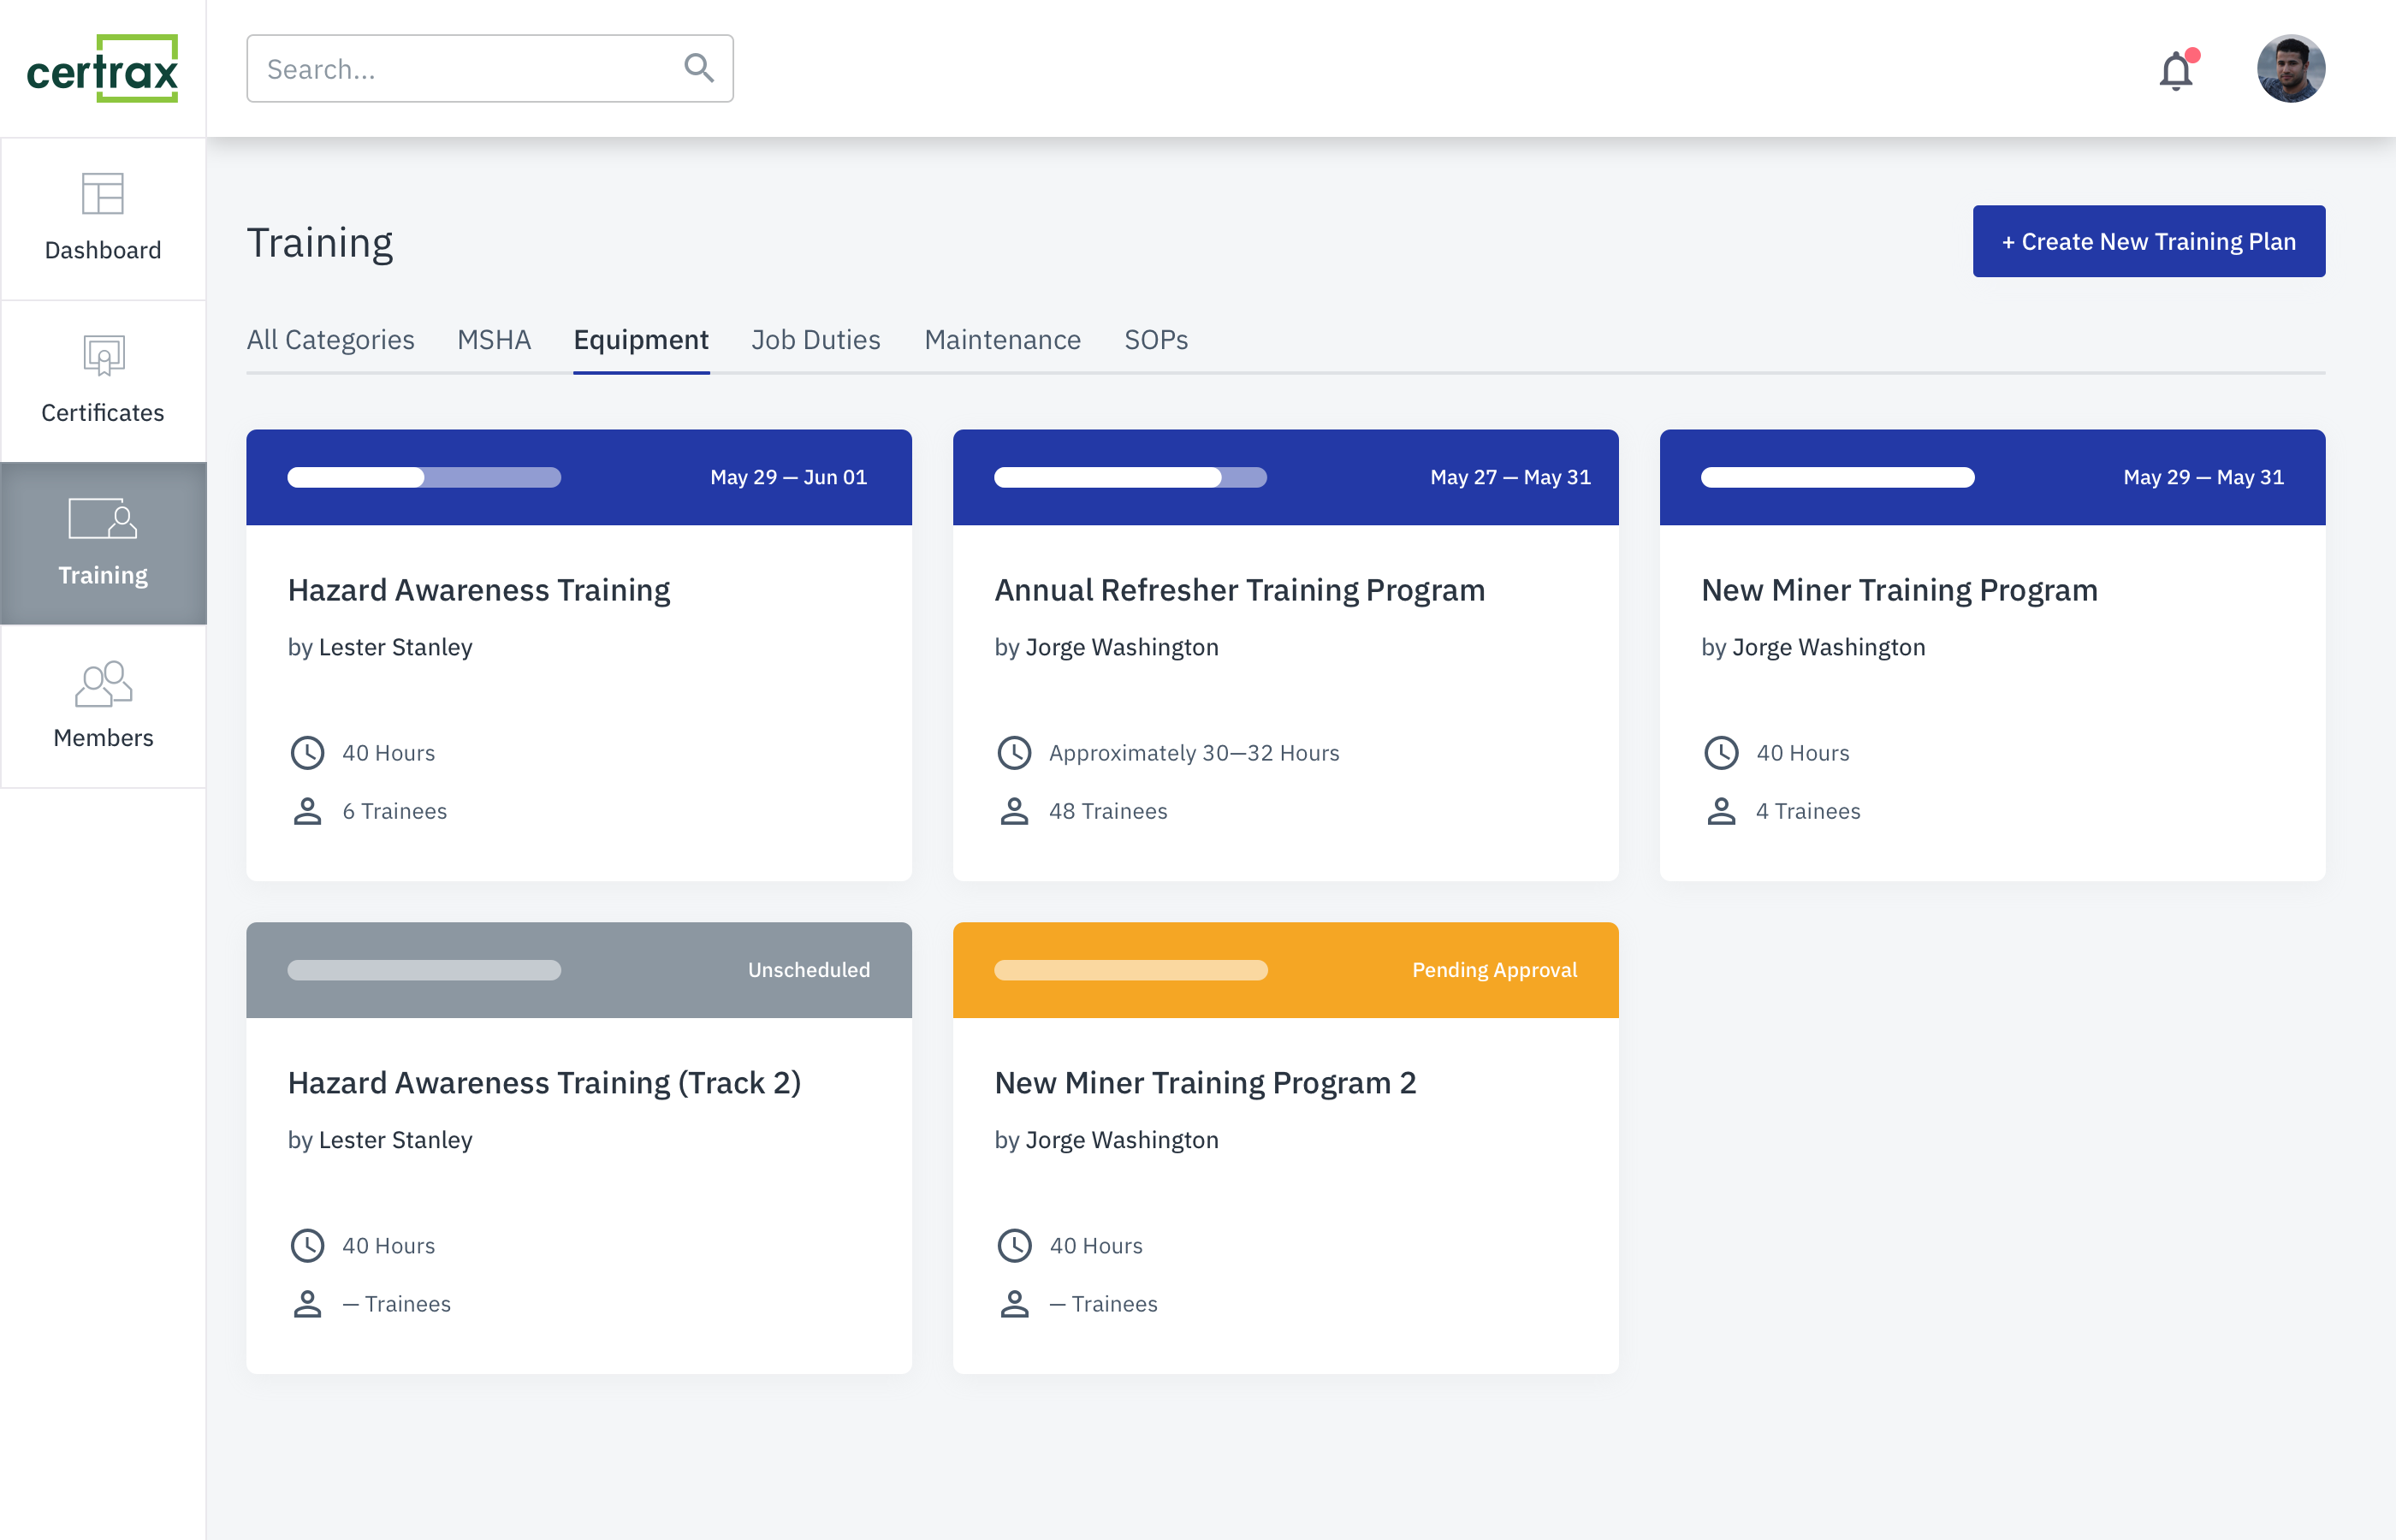 certrax
Search...
Dashboard
Certificates
Training
Members
Training
+ Create New Training Plan
All Categories MSHA Equipment Job Duties Maintenance SOPs
May 29 — Jun 01
Hazard Awareness Training
by Lester Stanley
40 Hours
6 Trainees
May 27 — May 31
Annual Refresher Training Program
by Jorge Washington
Approximately 30—32 Hours
48 Trainees
May 29 — May 31
New Miner Training Program
by Jorge Washington
40 Hours
4 Trainees
Unscheduled
Hazard Awareness Training (Track 2)
by Lester Stanley
40 Hours
— Trainees
Pending Approval
New Miner Training Program 2
by Jorge Washington
40 Hours
— Trainees